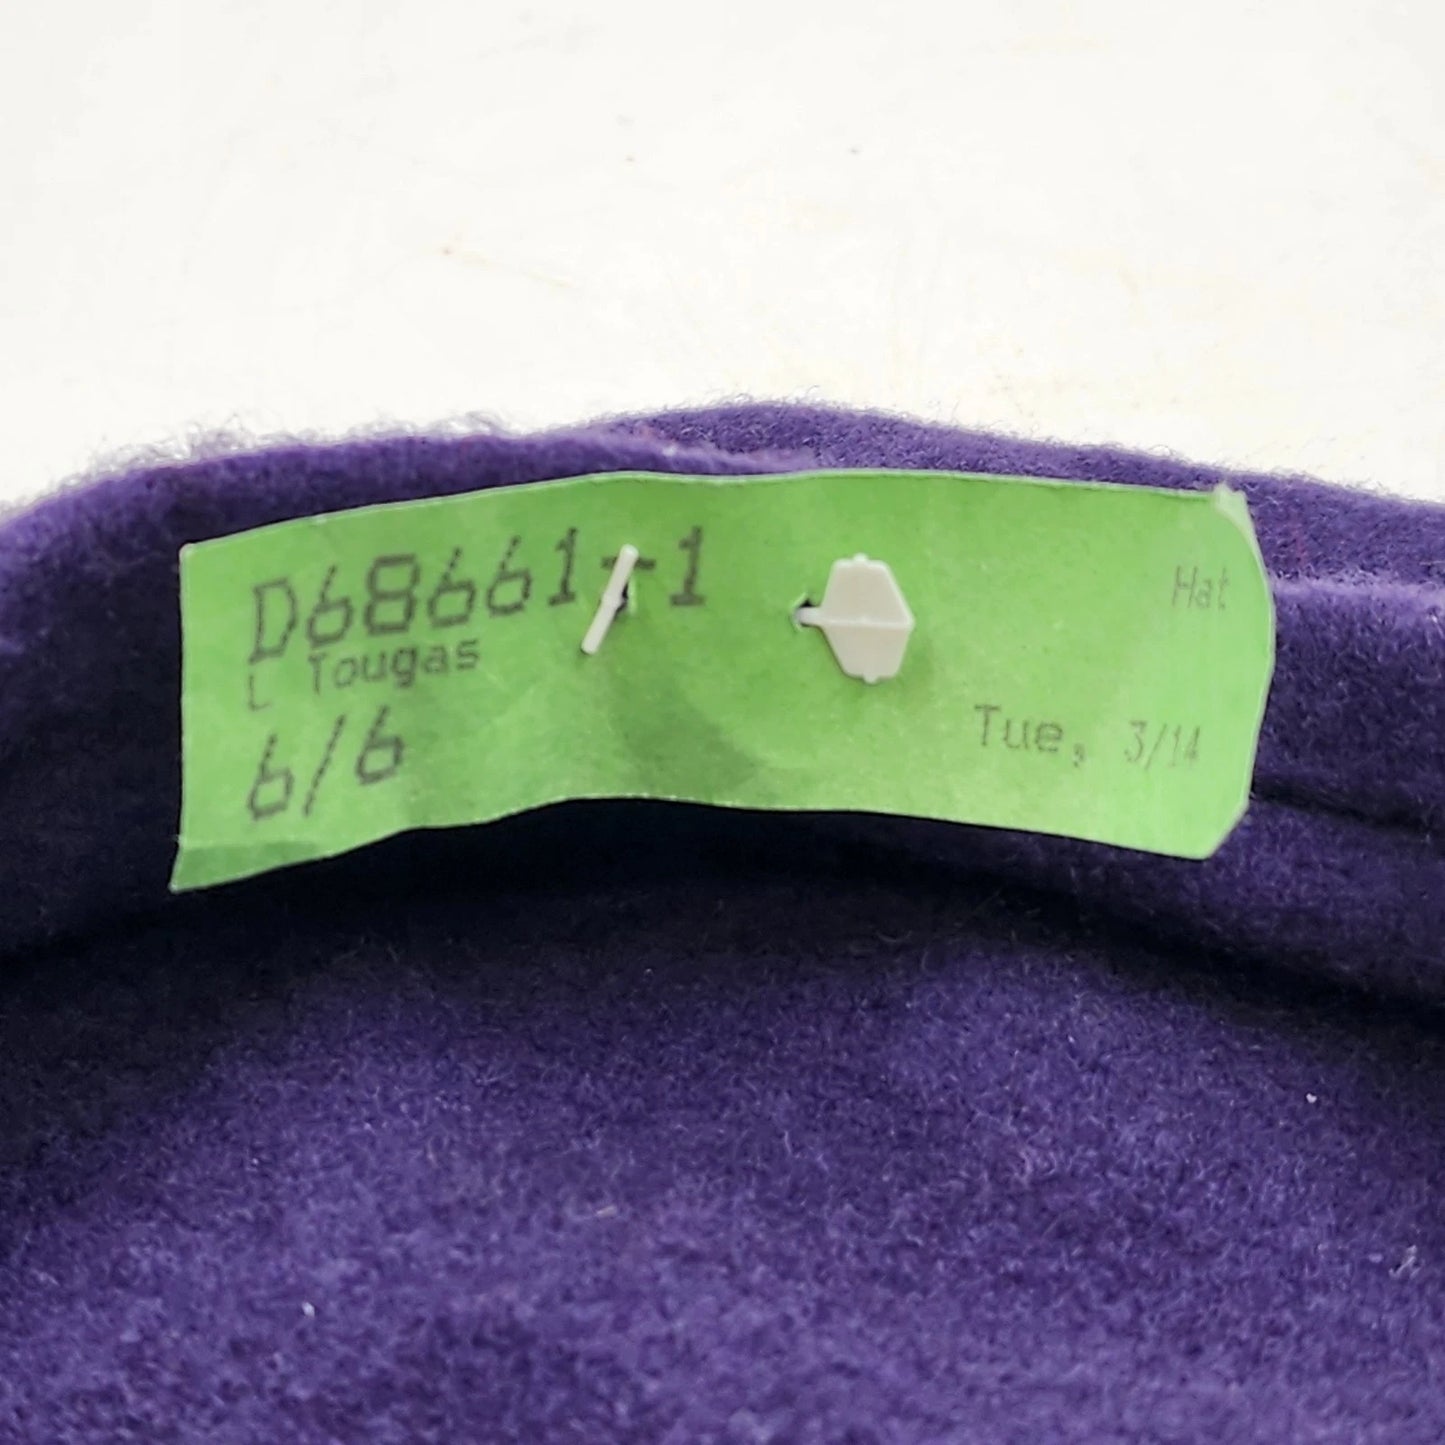 D68661-1
Hat
L Tougas
6/6
Tue, 3/14